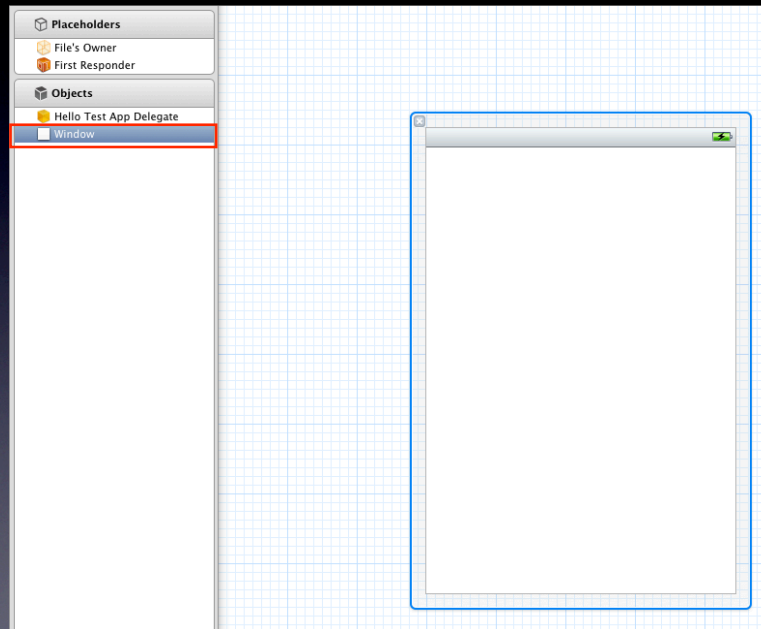 Placeholders
File's Owner
First Responder
Objects
Hello Test App Delegate
Window